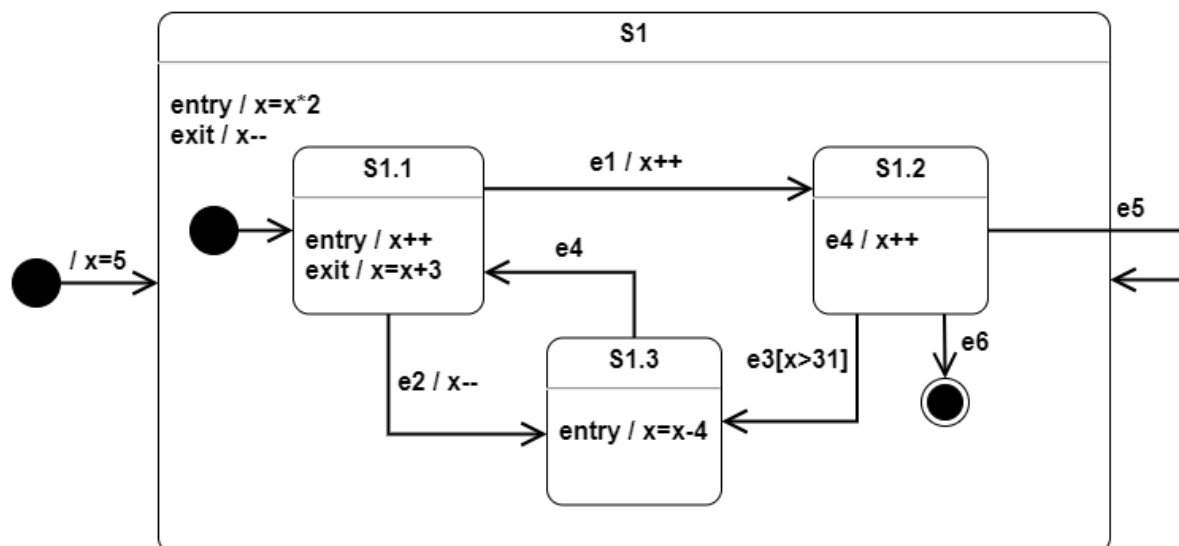 S1
entry / x=x*2
exit / x--
S1.1
e1 / x++
S1.2
entry / x++
exit / x=x+3
e4 / x++
e5
/ x=5
e4
S1.3
e3[x>31]
e6
e2 / x--
entry / x=x-4